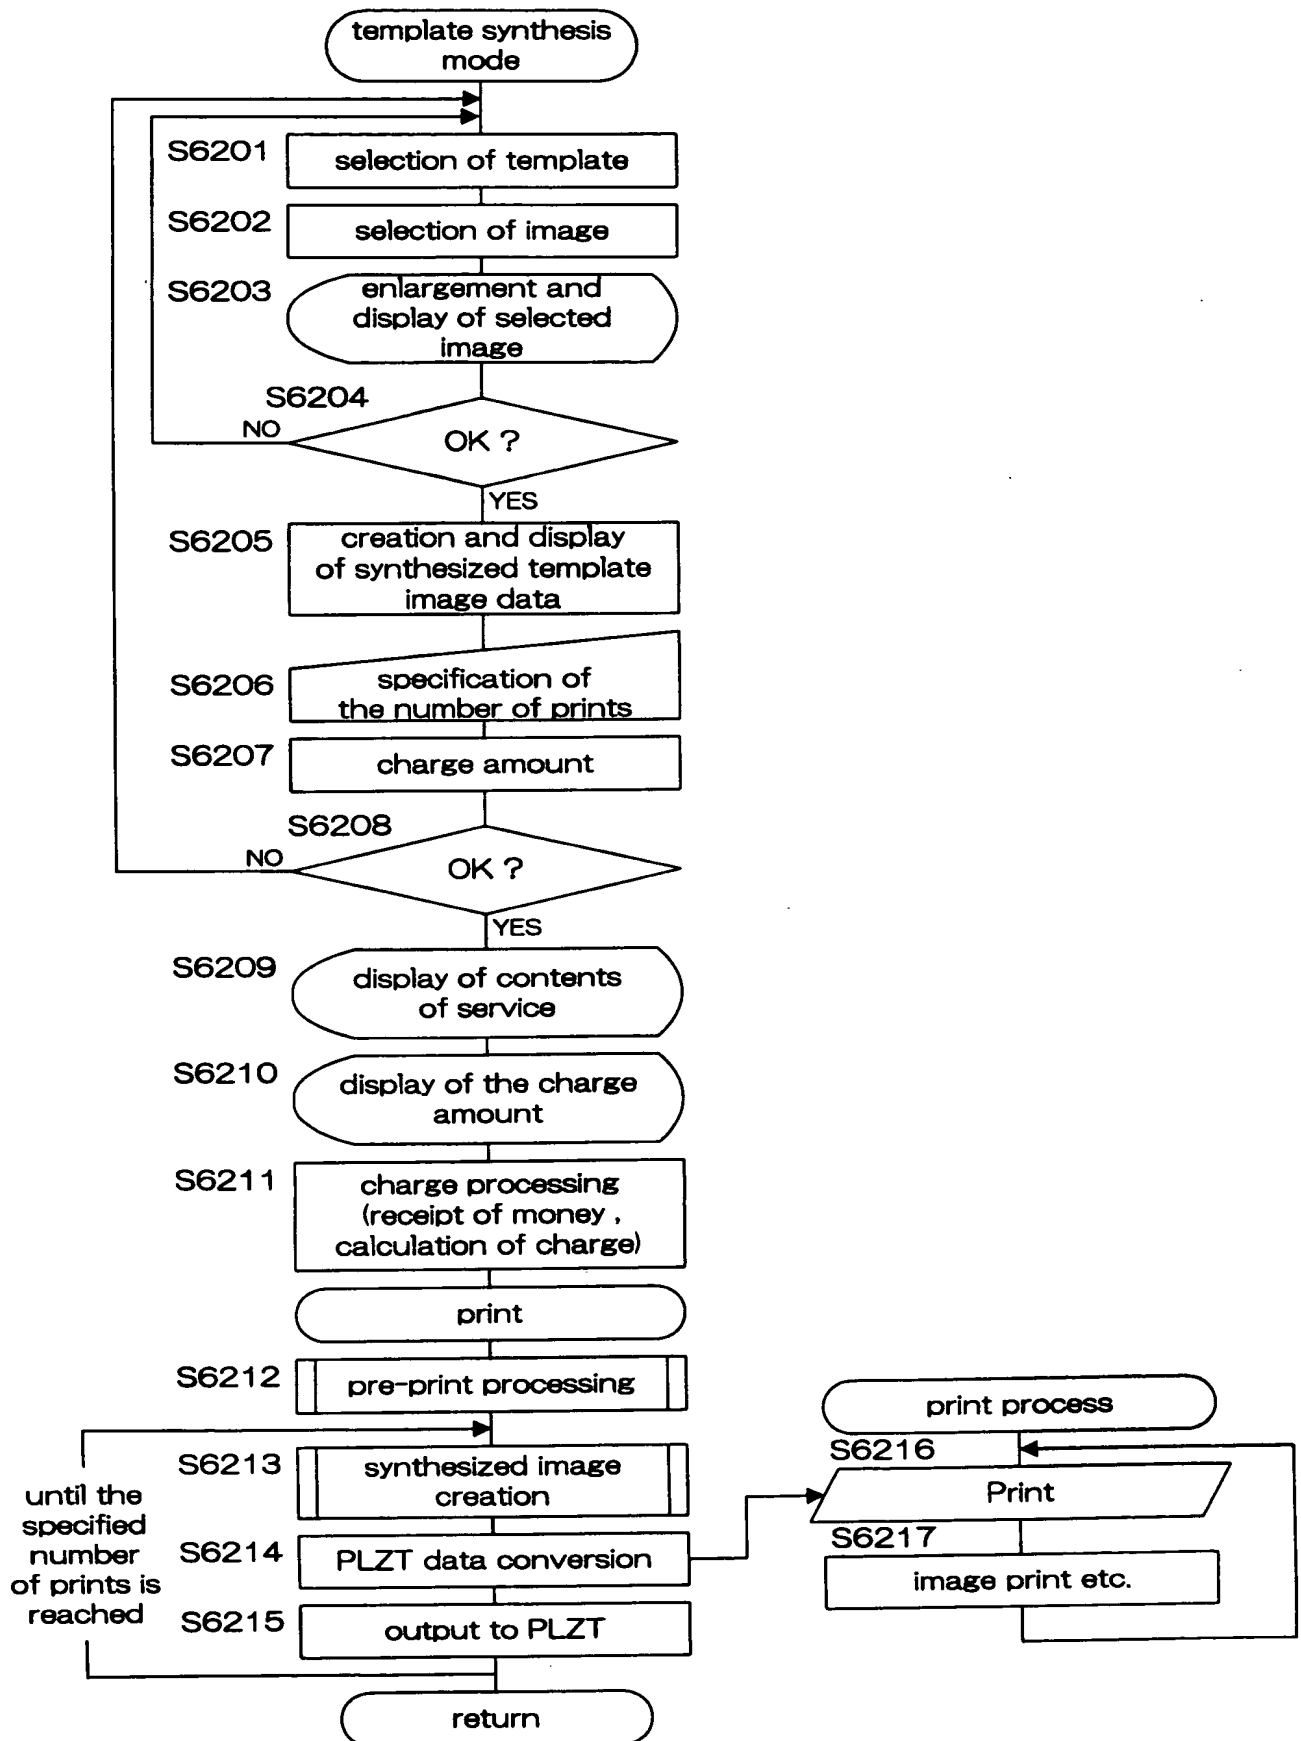 template synthesis
mode
S6201
selection of template
S6202
selection of image
S6203
enlargement and
display of selected
image
S6204
NO
OK ?
YES
S6205
creation and display
of synthesized template
image data
S6206
specification of
the number of prints
S6207
charge amount
S6208
NO
OK ?
YES
S6209
display of contents
of service
S6210
display of the charge
amount
S6211
charge processing
(receipt of money ,
calculation of charge)
print
S6212
pre-print processing
until the
specified
number
of prints is
reached
S6213
synthesized image
creation
S6214
PLZT data conversion
S6215
output to PLZT
return
print process
S6216
Print
S6217
image print etc.